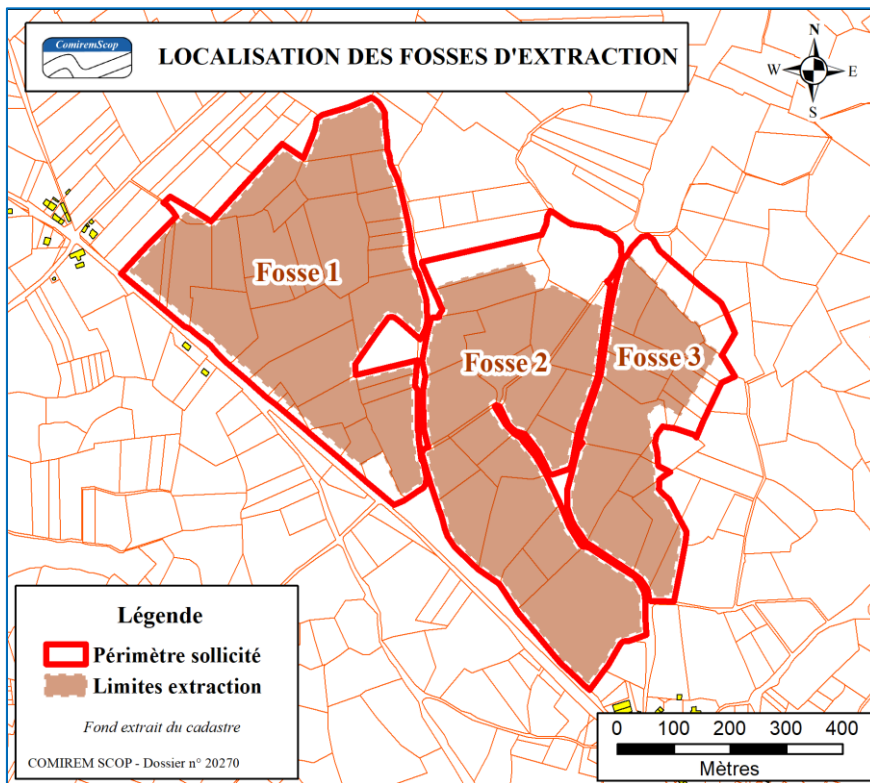 ComiremScop
LOCALISATION DES FOSSES D'EXTRACTION
N
W E
S
Fosse 1
Fosse 2
Fosse 3
Légende
Périmètre sollicité
Limites extraction
Fond extrait du cadastre
COMIREM SCOP - Dossier n° 20270
0 100 200 300 400
Mètres